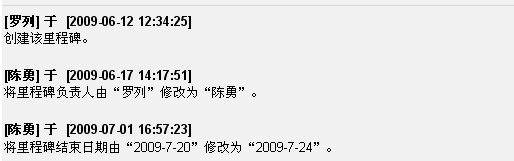 [罗列] 于 [2009-06-12 12:34:25]
创建该里程碑。
[陈勇] 于 [2009-06-17 14:17:51]
将里程碑负责人由“罗列”修改为“陈勇”。
[陈勇] 于 [2009-07-01 16:57:23]
将里程碑结束日期由“2009-7-20”修改为“2009-7-24”。